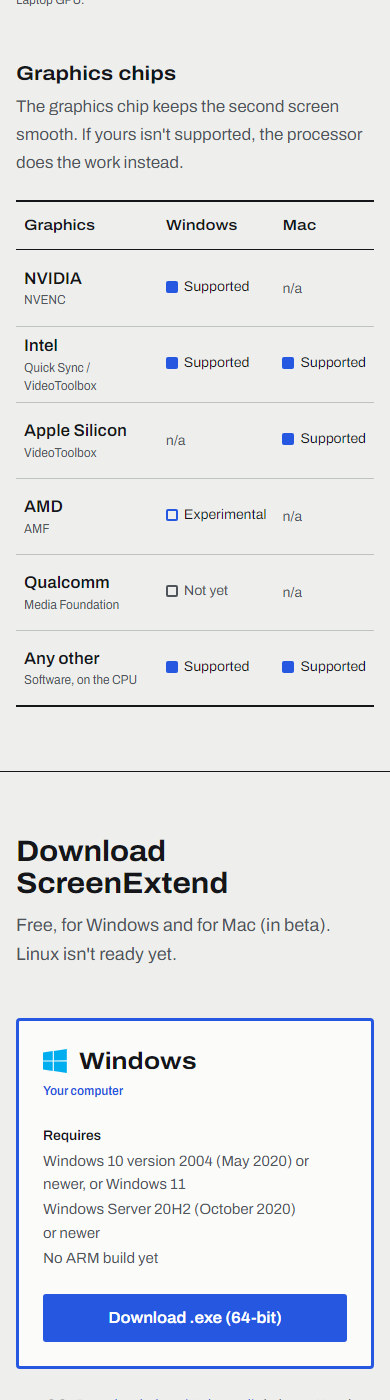 Laptop GPU.
Graphics chips
The graphics chip keeps the second screen
smooth. If yours isn't supported, the processor
does the work instead.
Graphics Windows Mac
NVIDIA
NVENC
Supported n/a
Intel
Quick Sync /
VideoToolbox
Supported Supported
Apple Silicon
VideoToolbox
n/a Supported
AMD
AMF
Experimental n/a
Qualcomm
Media Foundation
Not yet n/a
Any other
Software, on the CPU
Supported Supported
Download
ScreenExtend
Free, for Windows and for Mac (in beta).
Linux isn't ready yet.
Windows
Your computer
Requires
Windows 10 version 2004 (May 2020) or
newer, or Windows 11
Windows Server 20H2 (October 2020)
or newer
No ARM build yet
Download .exe (64-bit)